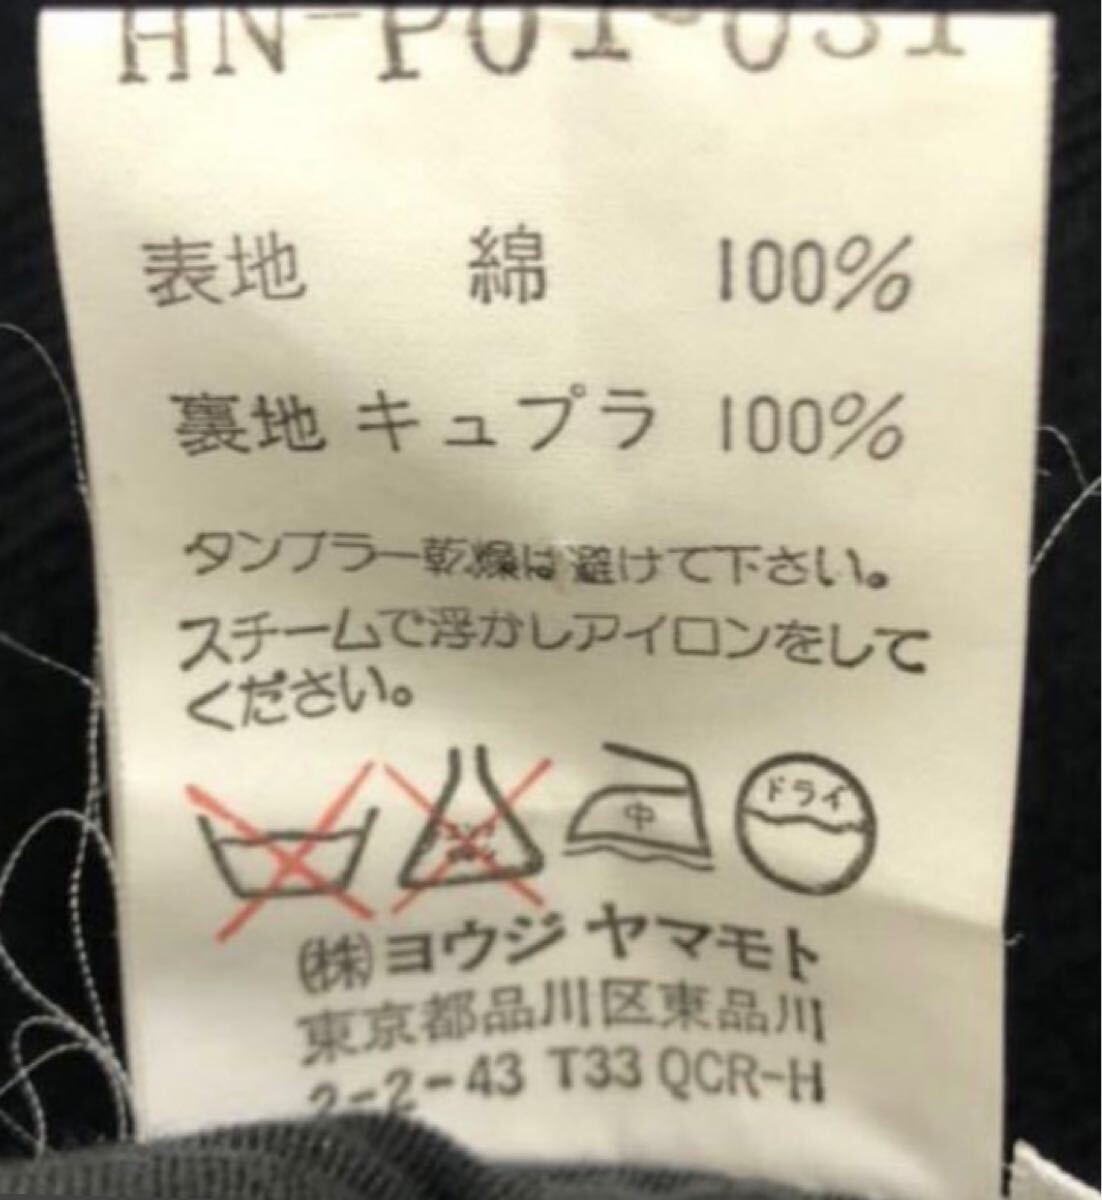 HN-P01-031
表地 綿 100%
裏地 キュプラ 100%
タンブラー乾燥は避けて下さい。
スチームで浮かしアイロンをして
ください。
中
ドライ
(株)ヨウジ ヤマモト
東京都品川区東品川
2-2-43 T33 QCR-H